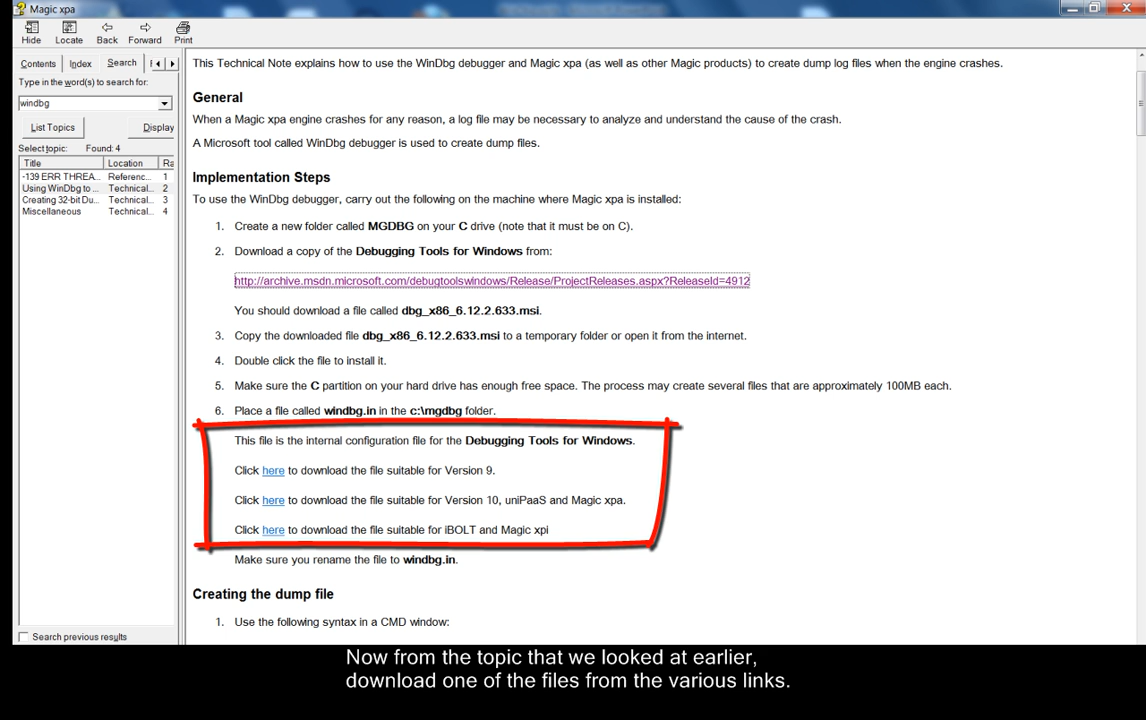 Magic xpa
Hide Locate Back Forward Print
Contents Index Search F
Type in the word(s) to search for:
windbg
List Topics Display
Select topic: Found: 4
Title Location Ra
-139 ERR THREA... Referenc... 1
Using WinDbg to ... Technical... 2
Creating 32-bit Du... Technical... 3
Miscellaneous Technical... 4
Search previous results
This Technical Note explains how to use the WinDbg debugger and Magic xpa (as well as other Magic products) to create dump log files when the engine crashes.
General
When a Magic xpa engine crashes for any reason, a log file may be necessary to analyze and understand the cause of the crash.
A Microsoft tool called WinDbg debugger is used to create dump files.
Implementation Steps
To use the WinDbg debugger, carry out the following on the machine where Magic xpa is installed:
1. Create a new folder called MGDBG on your C drive (note that it must be on C).
2. Download a copy of the Debugging Tools for Windows from:
http://archive.msdn.microsoft.com/debugtoolswindows/Release/ProjectReleases.aspx?ReleaseId=4912
You should download a file called dbg_x86_6.12.2.633.msi.
3. Copy the downloaded file dbg_x86_6.12.2.633.msi to a temporary folder or open it from the internet.
4. Double click the file to install it.
5. Make sure the C partition on your hard drive has enough free space. The process may create several files that are approximately 100MB each.
6. Place a file called windbg.in in the c:\mgdbg folder.
This file is the internal configuration file for the Debugging Tools for Windows.
Click here to download the file suitable for Version 9.
Click here to download the file suitable for Version 10, uniPaaS and Magic xpa.
Click here to download the file suitable for iBOLT and Magic xpi
Make sure you rename the file to windbg.in.
Creating the dump file
1. Use the following syntax in a CMD window:
Now from the topic that we looked at earlier,
download one of the files from the various links.